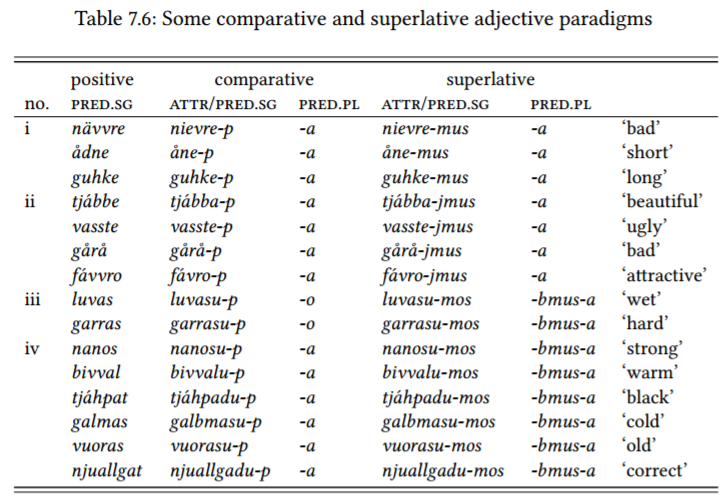 Table 7.6: Some comparative and superlative adjective paradigms
positive comparative superlative
no. PRED.SG ATTR/PRED.SG PRED.PL ATTR/PRED.SG PRED.PL
i nävvre nievre-p -a nievre-mus -a ‘bad’
ådne åne-p -a åne-mus -a ‘short’
guhke guhke-p -a guhke-mus -a ‘long’
ii tjábbe tjábba-p -a tjábba-jmus -a ‘beautiful’
vasste vasste-p -a vasste-jmus -a ‘ugly’
gårå gårå-p -a gårå-jmus -a ‘bad’
fávvro fávro-p -a fávro-jmus -a ‘attractive’
iii luvas luvasu-p -o luvasu-mos -bmus-a ‘wet’
garras garrasu-p -o garrasu-mos -bmus-a ‘hard’
iv nanos nanosu-p -a nanosu-mos -bmus-a ‘strong’
bivval bivvalu-p -a bivvalu-mos -bmus-a ‘warm’
tjáhpat tjáhpadu-p -a tjáhpadu-mos -bmus-a ‘black’
galmas galbmasu-p -a galbmasu-mos -bmus-a ‘cold’
vuoras vuorasu-p -a vuorasu-mos -bmus-a ‘old’
njuallgat njuallgadu-p -a njuallgadu-mos -bmus-a ‘correct’